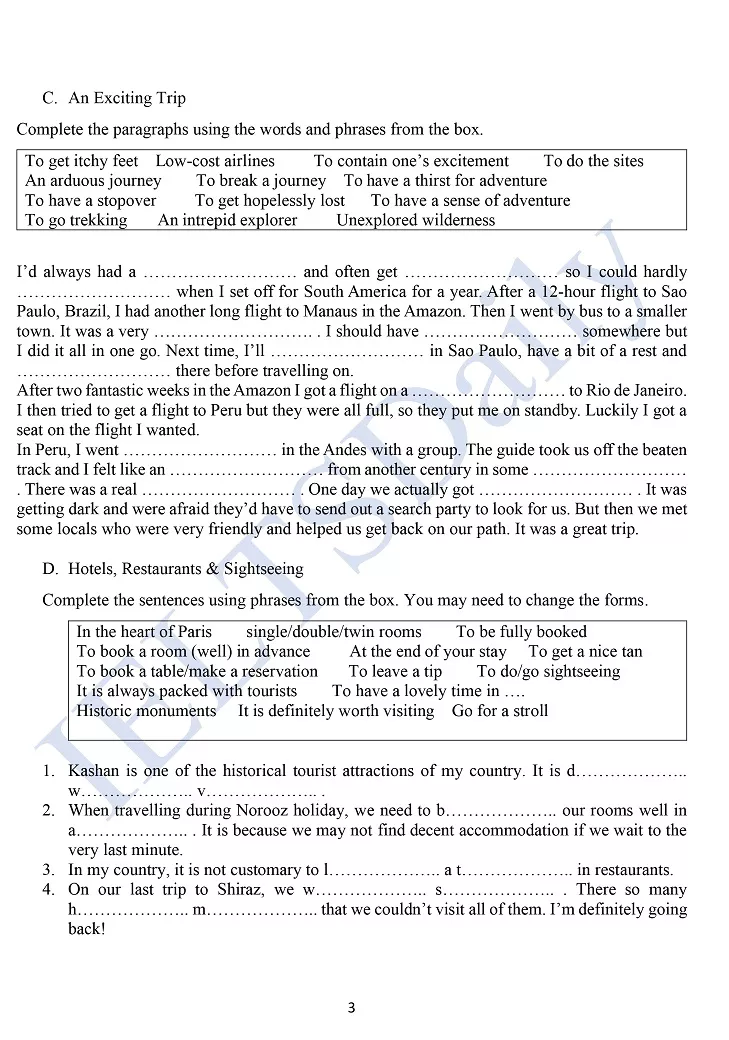 C. An Exciting Trip
Complete the paragraphs using the words and phrases from the box.
To get itchy feet Low-cost airlines To contain one’s excitement To do the sites
An arduous journey To break a journey To have a thirst for adventure
To have a stopover To get hopelessly lost To have a sense of adventure
To go trekking An intrepid explorer Unexplored wilderness
I’d always had a ……………………… and often get ……………………… so I could hardly
……………………… when I set off for South America for a year. After a 12-hour flight to Sao
Paulo, Brazil, I had another long flight to Manaus in the Amazon. Then I went by bus to a smaller
town. It was a very ………………………. . I should have ……………………… somewhere but
I did it all in one go. Next time, I’ll ……………………… in Sao Paulo, have a bit of a rest and
……………………… there before travelling on.
After two fantastic weeks in the Amazon I got a flight on a ……………………… to Rio de Janeiro.
I then tried to get a flight to Peru but they were all full, so they put me on standby. Luckily I got a
seat on the flight I wanted.
In Peru, I went ……………………… in the Andes with a group. The guide took us off the beaten
track and I felt like an ……………………… from another century in some ………………………
. There was a real ……………………… . One day we actually got ……………………… . It was
getting dark and were afraid they’d have to send out a search party to look for us. But then we met
some locals who were very friendly and helped us get back on our path. It was a great trip.
D. Hotels, Restaurants & Sightseeing
Complete the sentences using phrases from the box. You may need to change the forms.
In the heart of Paris single/double/twin rooms To be fully booked
To book a room (well) in advance At the end of your stay To get a nice tan
To book a table/make a reservation To leave a tip To do/go sightseeing
It is always packed with tourists To have a lovely time in ….
Historic monuments It is definitely worth visiting Go for a stroll
1. Kashan is one of the historical tourist attractions of my country. It is d………………..
w……………….. v……………….. .
2. When travelling during Norooz holiday, we need to b……………….. our rooms well in
a……………….. . It is because we may not find decent accommodation if we wait to the
very last minute.
3. In my country, it is not customary to l……………….. a t……………….. in restaurants.
4. On our last trip to Shiraz, we w……………….. s……………….. . There so many
h……………….. m……………….. that we couldn’t visit all of them. I’m definitely going
back!
3
IELTSDaily